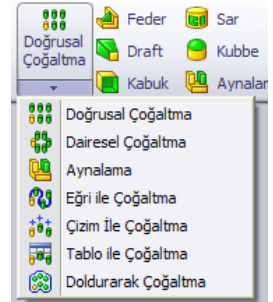 Doğrusal
Çoğaltma
Feder
Sar
Draft
Kubbe
Kabuk
Aynalar
Doğrusal Çoğaltma
Dairesel Çoğaltma
Aynalama
Eğri ile Çoğaltma
Çizim İle Çoğaltma
Tablo ile Çoğaltma
Doldurarak Çoğaltma